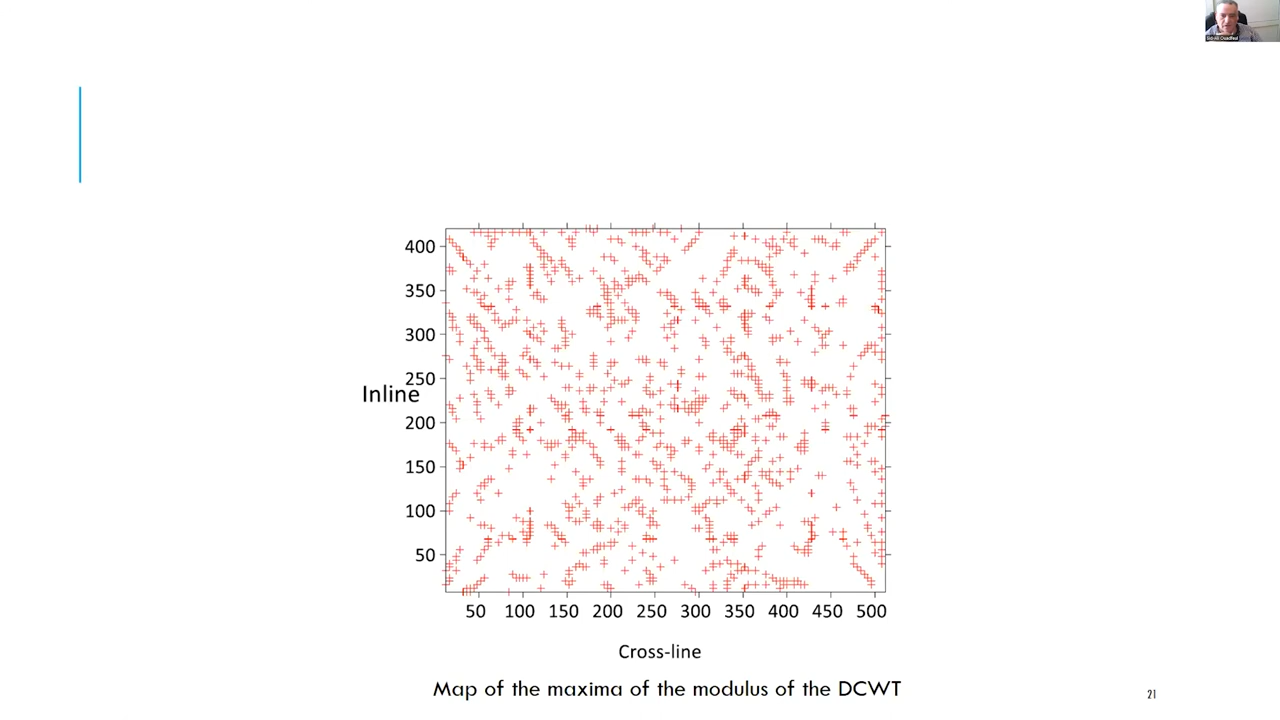 400
350
300
250
Inline
200
150
100
50
50 100 150 200 250 300 350 400 450 500
Cross-line
Map of the maxima of the modulus of the DCWT
21